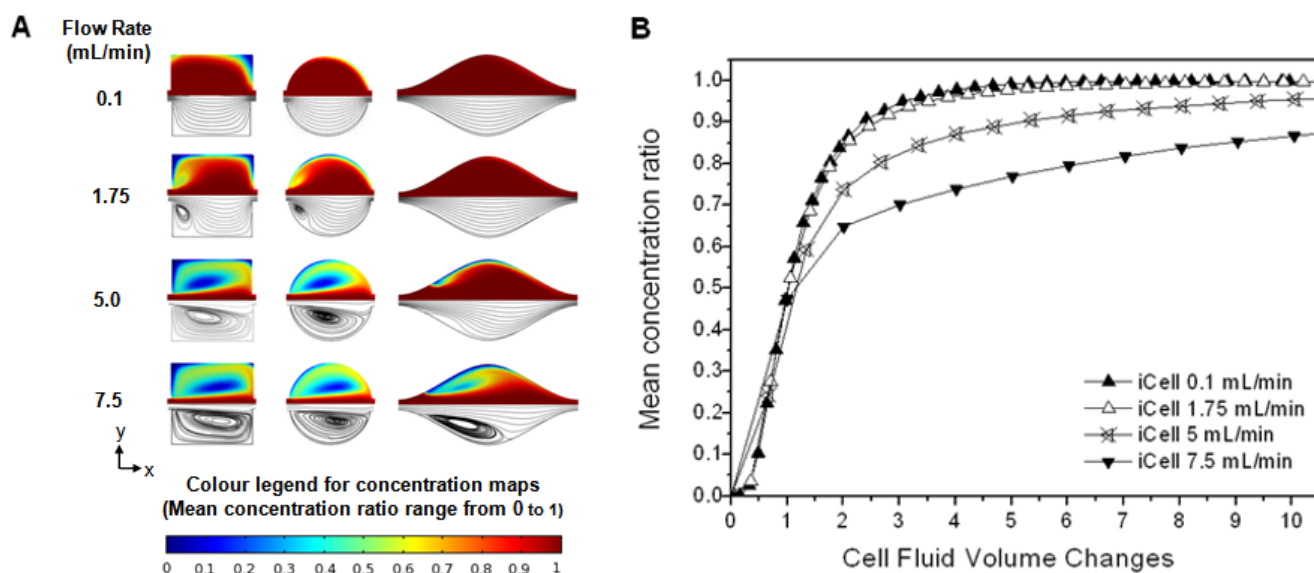 A
Flow Rate
(mL/min)
0.1
1.75
5.0
7.5
y
x
Colour legend for concentration maps
(Mean concentration ratio range from 0 to 1)
0 0.1 0.2 0.3 0.4 0.5 0.6 0.7 0.8 0.9 1
B
Mean concentration ratio
1.0
0.9
0.8
0.7
0.6
0.5
0.4
0.3
0.2
0.1
0.0
iCell 0.1 mL/min
iCell 1.75 mL/min
iCell 5 mL/min
iCell 7.5 mL/min
0 1 2 3 4 5 6 7 8 9 10
Cell Fluid Volume Changes